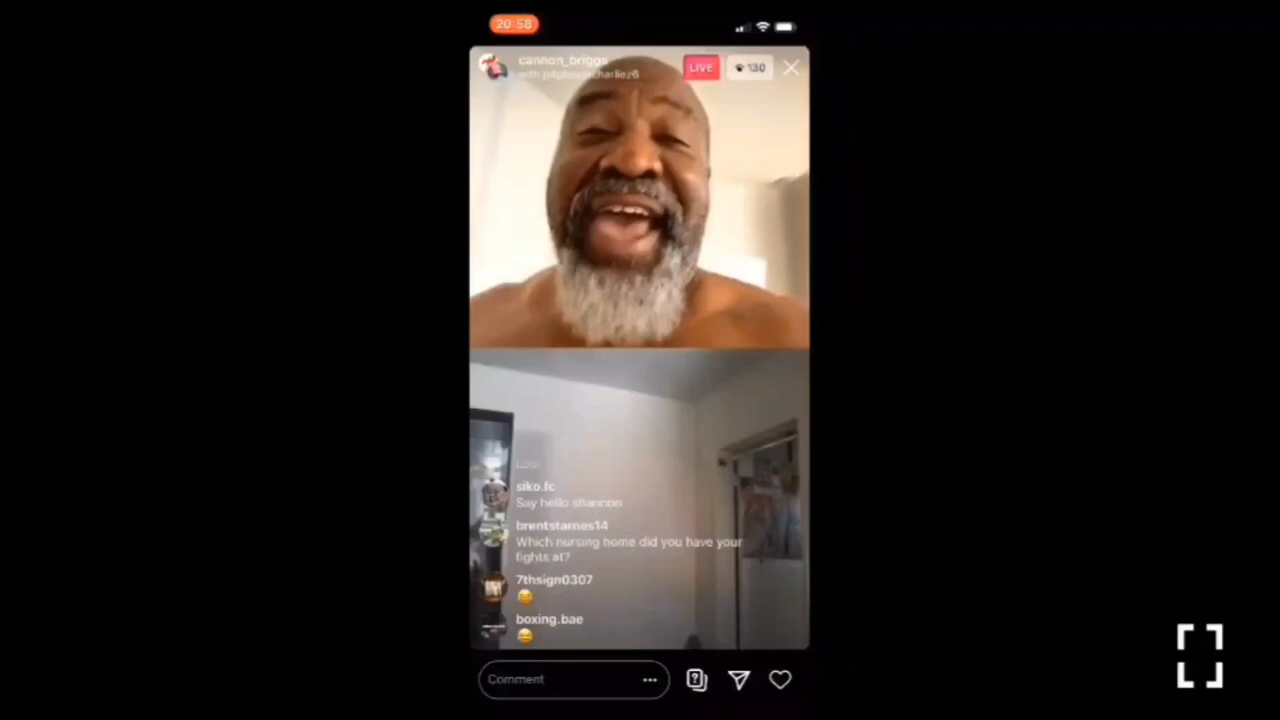 20:58
cannon_briggs
LIVE
130
siko.fc
Say hello shannon
brentstarnes14
Which nursing home did you have your
fights at?
7thsign0307
😂
boxing.bae
😂
Comment